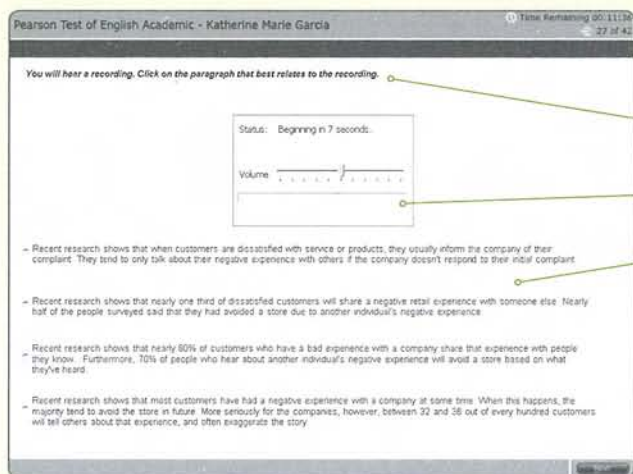 Pearson Test of English Academic - Katherine Marie Garcia
Time Remaining 00:11:36
27 of 42
You will hear a recording. Click on the paragraph that best relates to the recording.
Status: Beginning in 7 seconds.
Volume
Recent research shows that when customers are dissatisfied with service or products, they usually inform the company of their
complaint. They tend to only talk about their negative experience with others if the company doesn't respond to their initial complaint
Recent research shows that nearly one third of dissatisfied customers will share a negative retail experience with someone else. Nearly
half of the people surveyed said that they had avoided a store due to another individual's negative experience
Recent research shows that nearly 80% of customers who have a bad experience with a company share that experience with people
they know. Furthermore, 70% of people who hear about another individual's negative experience will avoid a store based on what
they've heard.
Recent research shows that most customers have had a negative experience with a company at some time. When this happens, the
majority tend to avoid the store in future. More seriously for the companies, however, between 32 and 36 out of every hundred customers
will tell others about that experience, and often exaggerate the story.